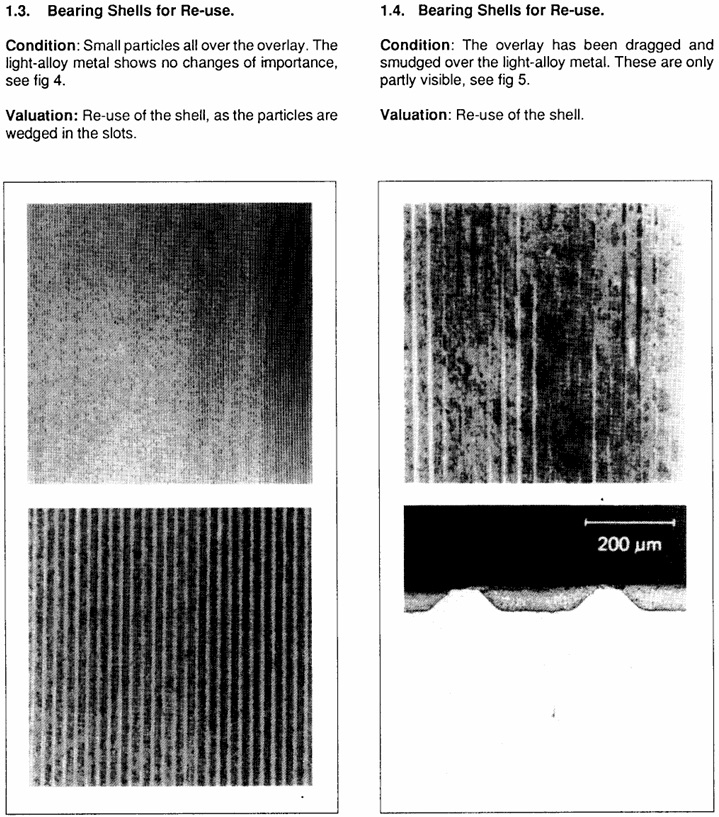 1.3. Bearing Shells for Re-use.
Condition: Small particles all over the overlay. The
light-alloy metal shows no changes of importance,
see fig 4.
Valuation: Re-use of the shell, as the particles are
wedged in the slots.
1.4. Bearing Shells for Re-use.
Condition: The overlay has been dragged and
smudged over the light-alloy metal. These are only
partly visible, see fig 5.
Valuation: Re-use of the shell.
200 µm